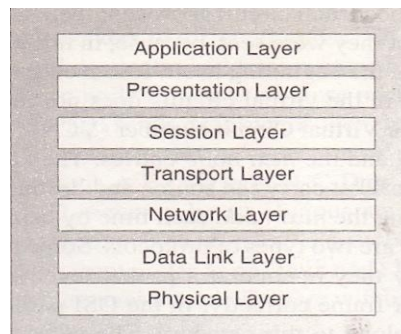 Application Layer
Presentation Layer
Session Layer
Transport Layer
Network Layer
Data Link Layer
Physical Layer